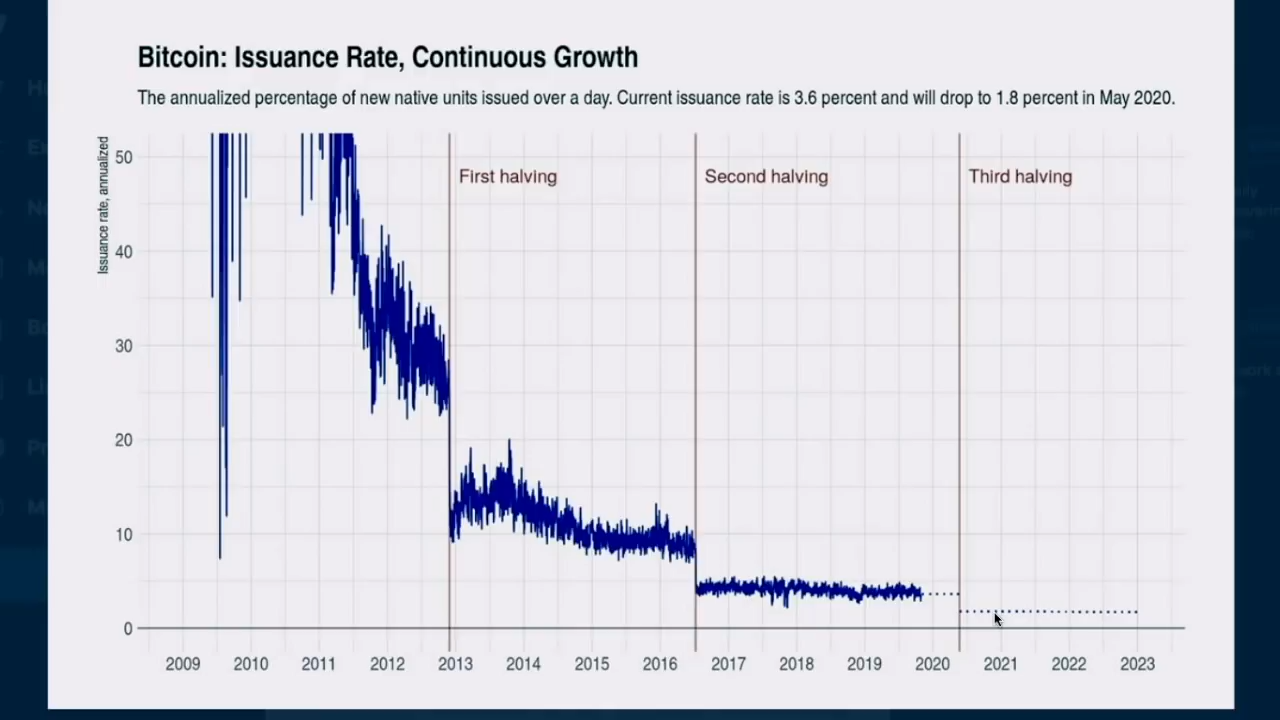 Bitcoin: Issuance Rate, Continuous Growth
The annualized percentage of new native units issued over a day. Current issuance rate is 3.6 percent and will drop to 1.8 percent in May 2020.
Issuance rate, annualized
50
40
30
20
10
0
First halving
Second halving
Third halving
2009 2010 2011 2012 2013 2014 2015 2016 2017 2018 2019 2020 2021 2022 2023